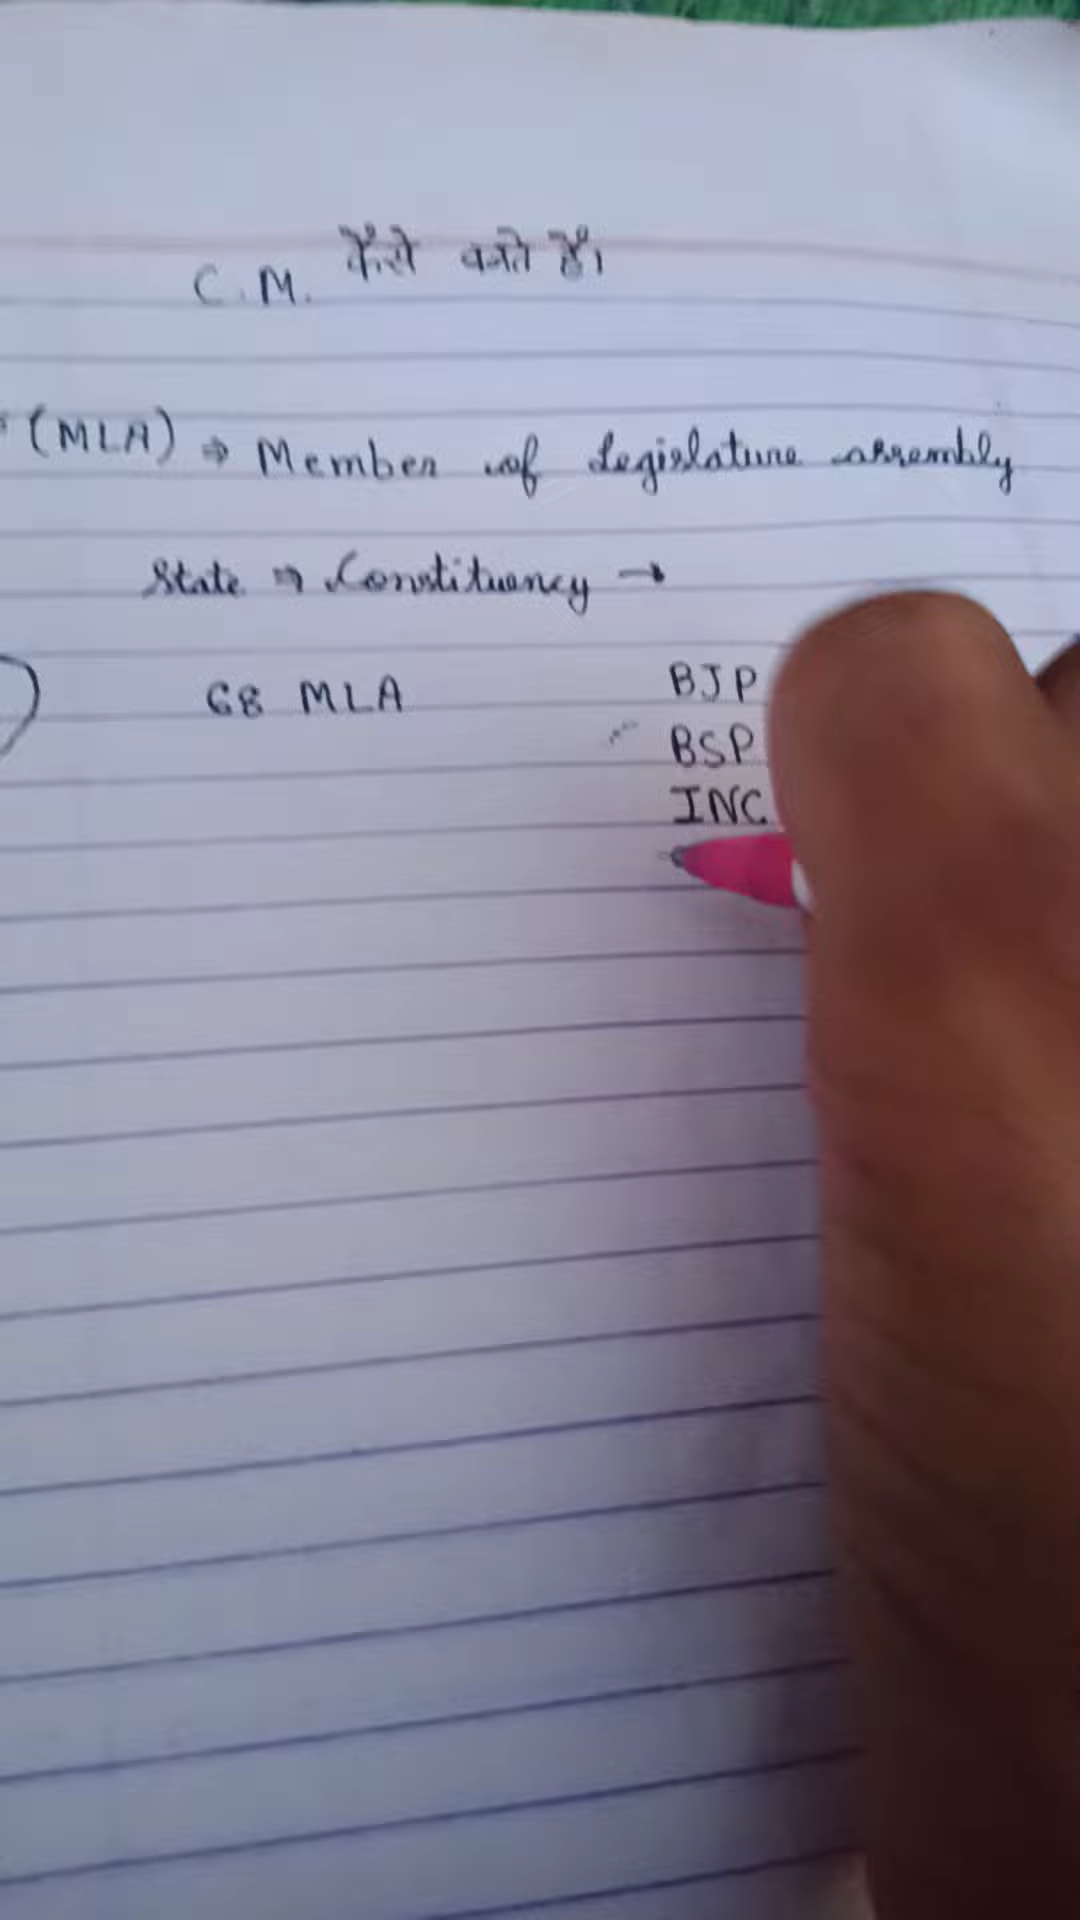 C.M. कैसे बनते हैं।
(MLA) ⇒ Member of Legislature assembly
State ⇒ Constituency →
68 MLA
BJP
BSP
INC